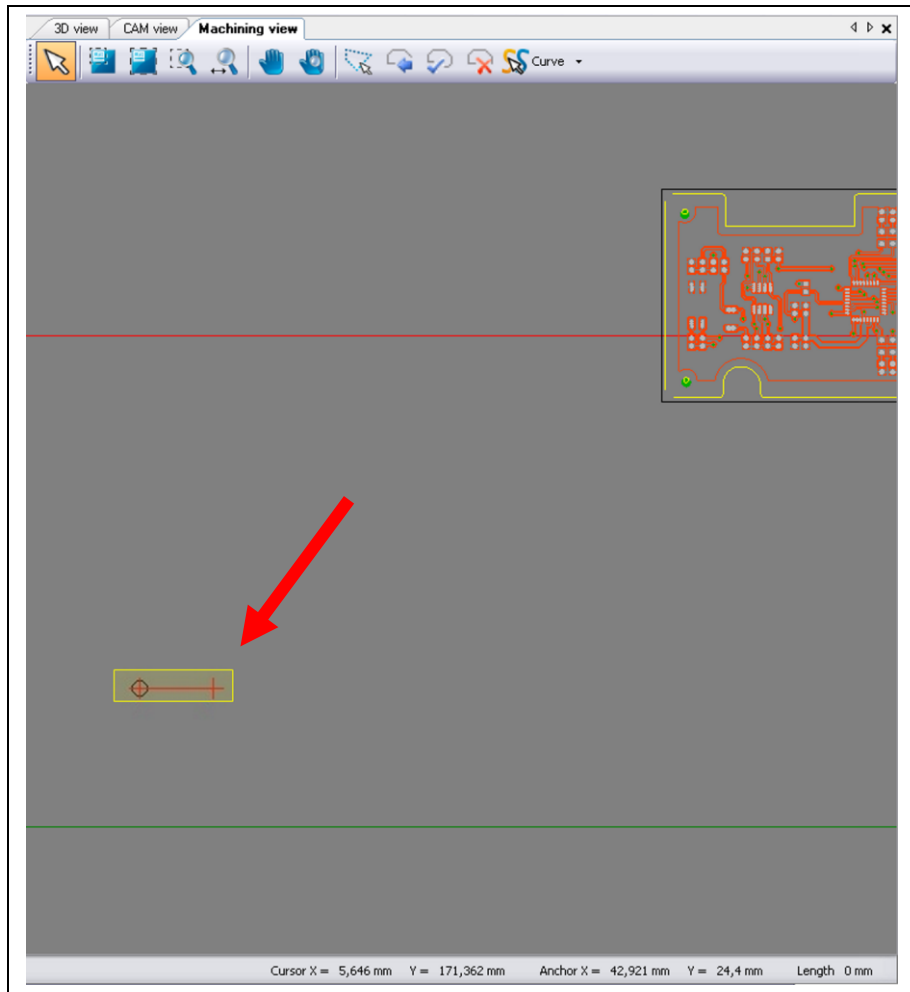 3D view CAM view Machining view
Curve
Cursor X = 5,646 mm Y = 171,362 mm Anchor X = 42,921 mm Y = 24,4 mm Length 0 mm